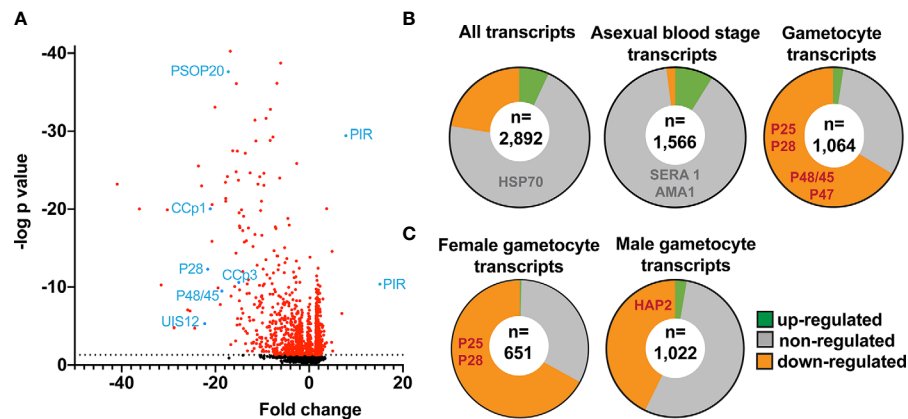 A
-log p value
-40
-30
-20
-10
0
-40
-20
0
20
Fold change
PSOP20
PIR
CCp1
P28
CCp3
P48/45
UIS12
PIR
B
All transcripts
n=
2,892
HSP70
Asexual blood stage
transcripts
n=
1,566
SERA 1
AMA1
Gametocyte
transcripts
n=
1,064
P25
P28
P48/45
P47
C
Female gametocyte
transcripts
n=
651
P25
P28
Male gametocyte
transcripts
n=
1,022
HAP2
up-regulated
non-regulated
down-regulated